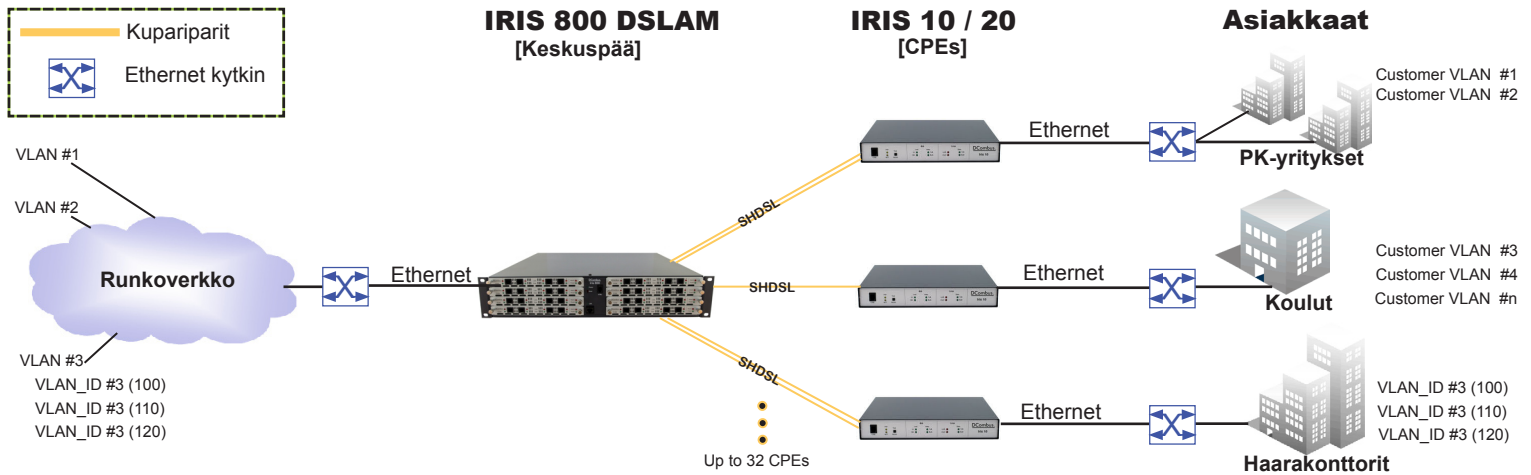 Kupariparit
Ethernet kytkin
IRIS 800 DSLAM
[Keskuspää]
IRIS 10 / 20
[CPEs]
Asiakkaat
VLAN #1
VLAN #2
Runkoverkko
VLAN #3
VLAN_ID #3 (100)
VLAN_ID #3 (110)
VLAN_ID #3 (120)
Ethernet
SHDSL
SHDSL
SHDSL
Up to 32 CPEs
DCombus
Ethernet
Customer VLAN #1
Customer VLAN #2
PK-yritykset
DCombus
Ethernet
Customer VLAN #3
Customer VLAN #4
Customer VLAN #n
Koulut
DCombus
Ethernet
VLAN_ID #3 (100)
VLAN_ID #3 (110)
VLAN_ID #3 (120)
Haarakonttorit